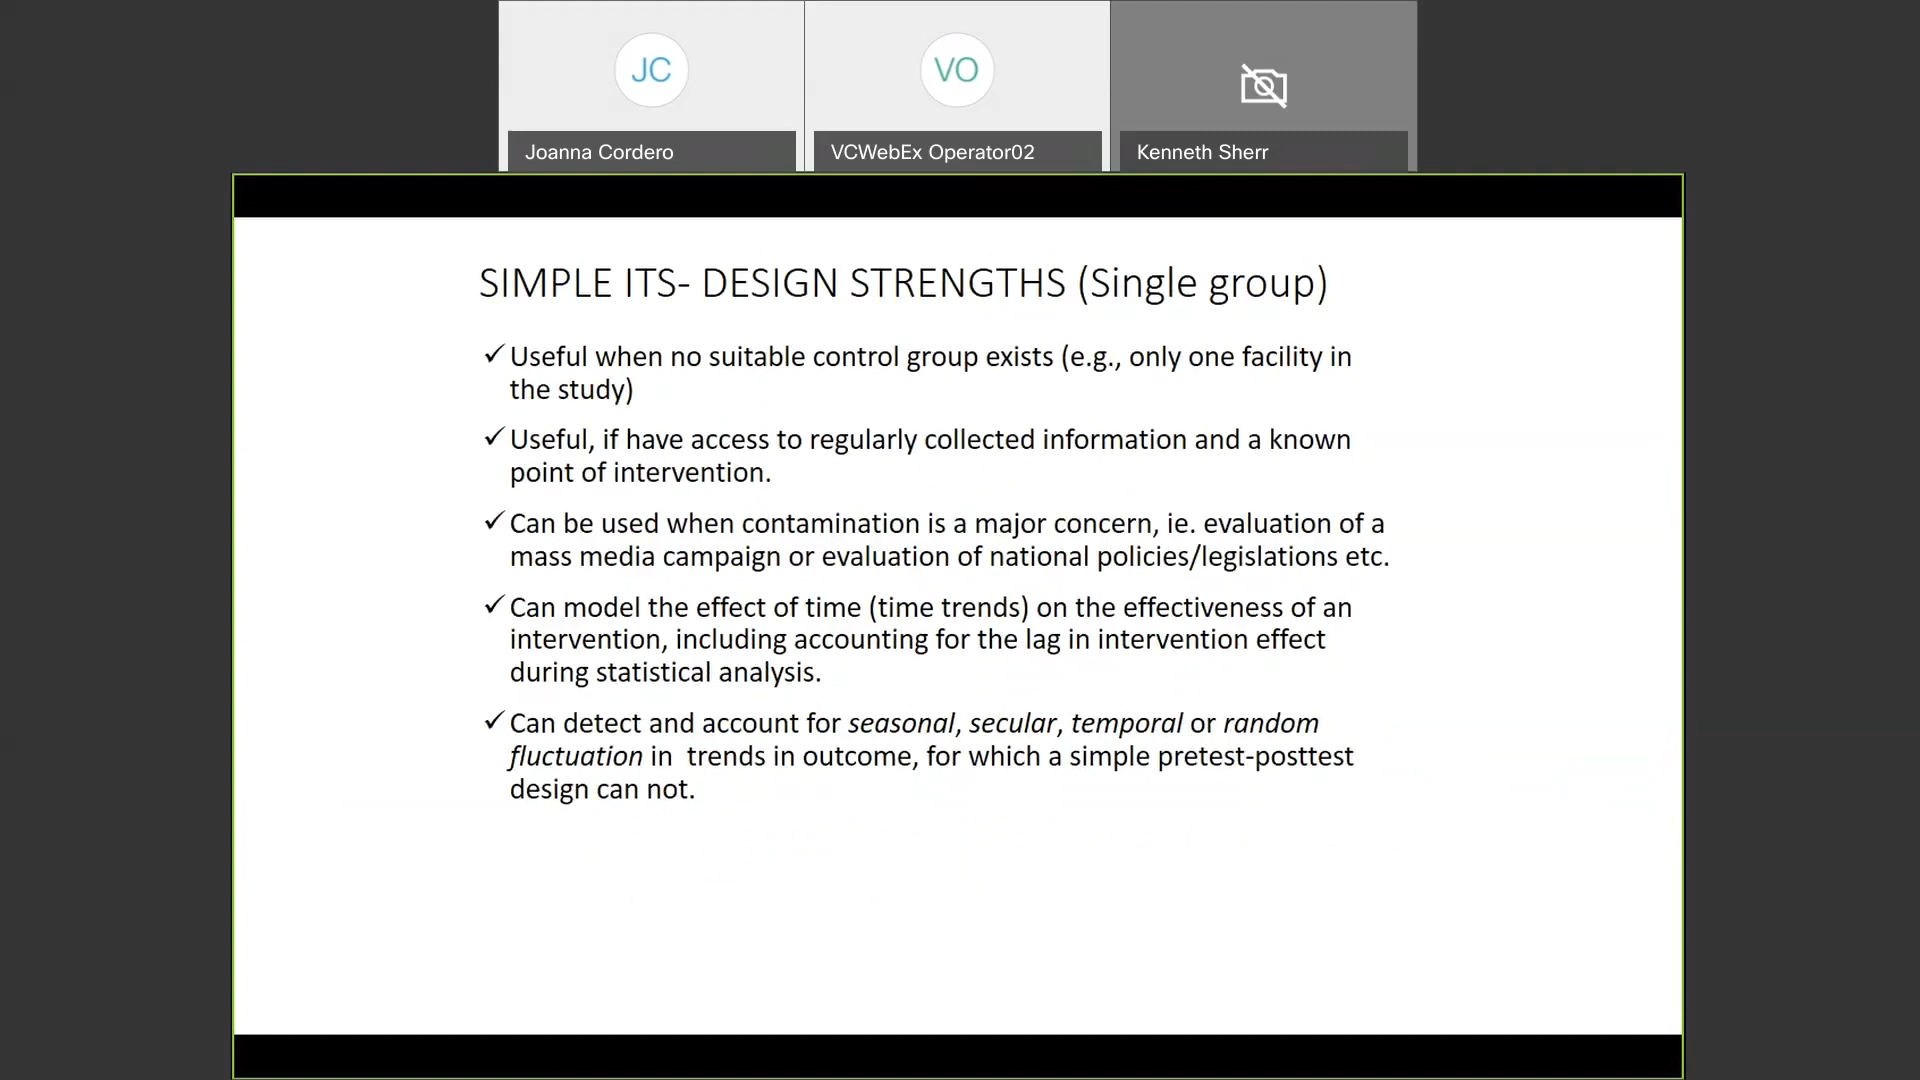 JC
VO
Joanna Cordero
VCWebEx Operator02
Kenneth Sherr
SIMPLE ITS- DESIGN STRENGTHS (Single group)
✓Useful when no suitable control group exists (e.g., only one facility in
the study)
✓Useful, if have access to regularly collected information and a known
point of intervention.
✓Can be used when contamination is a major concern, ie. evaluation of a
mass media campaign or evaluation of national policies/legislations etc.
✓Can model the effect of time (time trends) on the effectiveness of an
intervention, including accounting for the lag in intervention effect
during statistical analysis.
✓Can detect and account for seasonal, secular, temporal or random
fluctuation in  trends in outcome, for which a simple pretest-posttest
design can not.